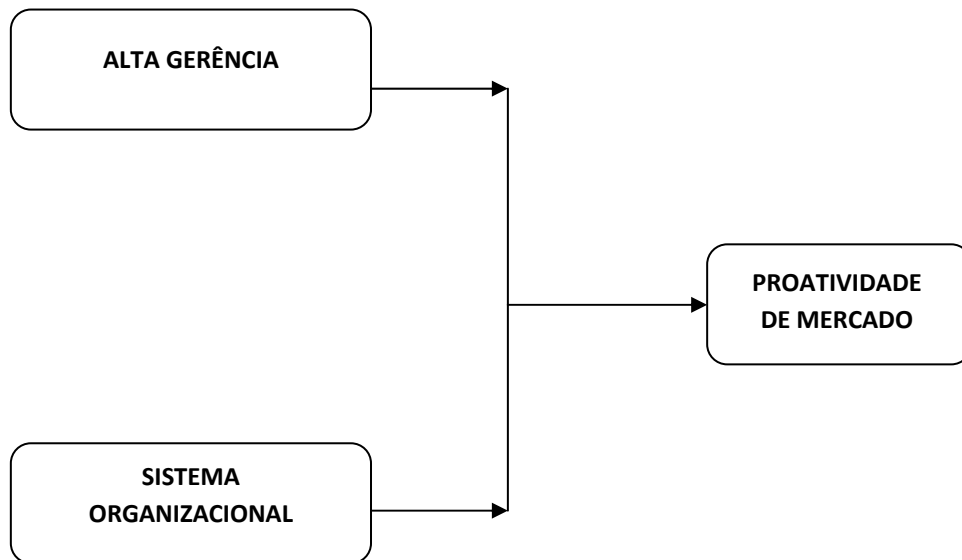 ALTA GERÊNCIA
PROATIVIDADE
DE MERCADO
SISTEMA
ORGANIZACIONAL